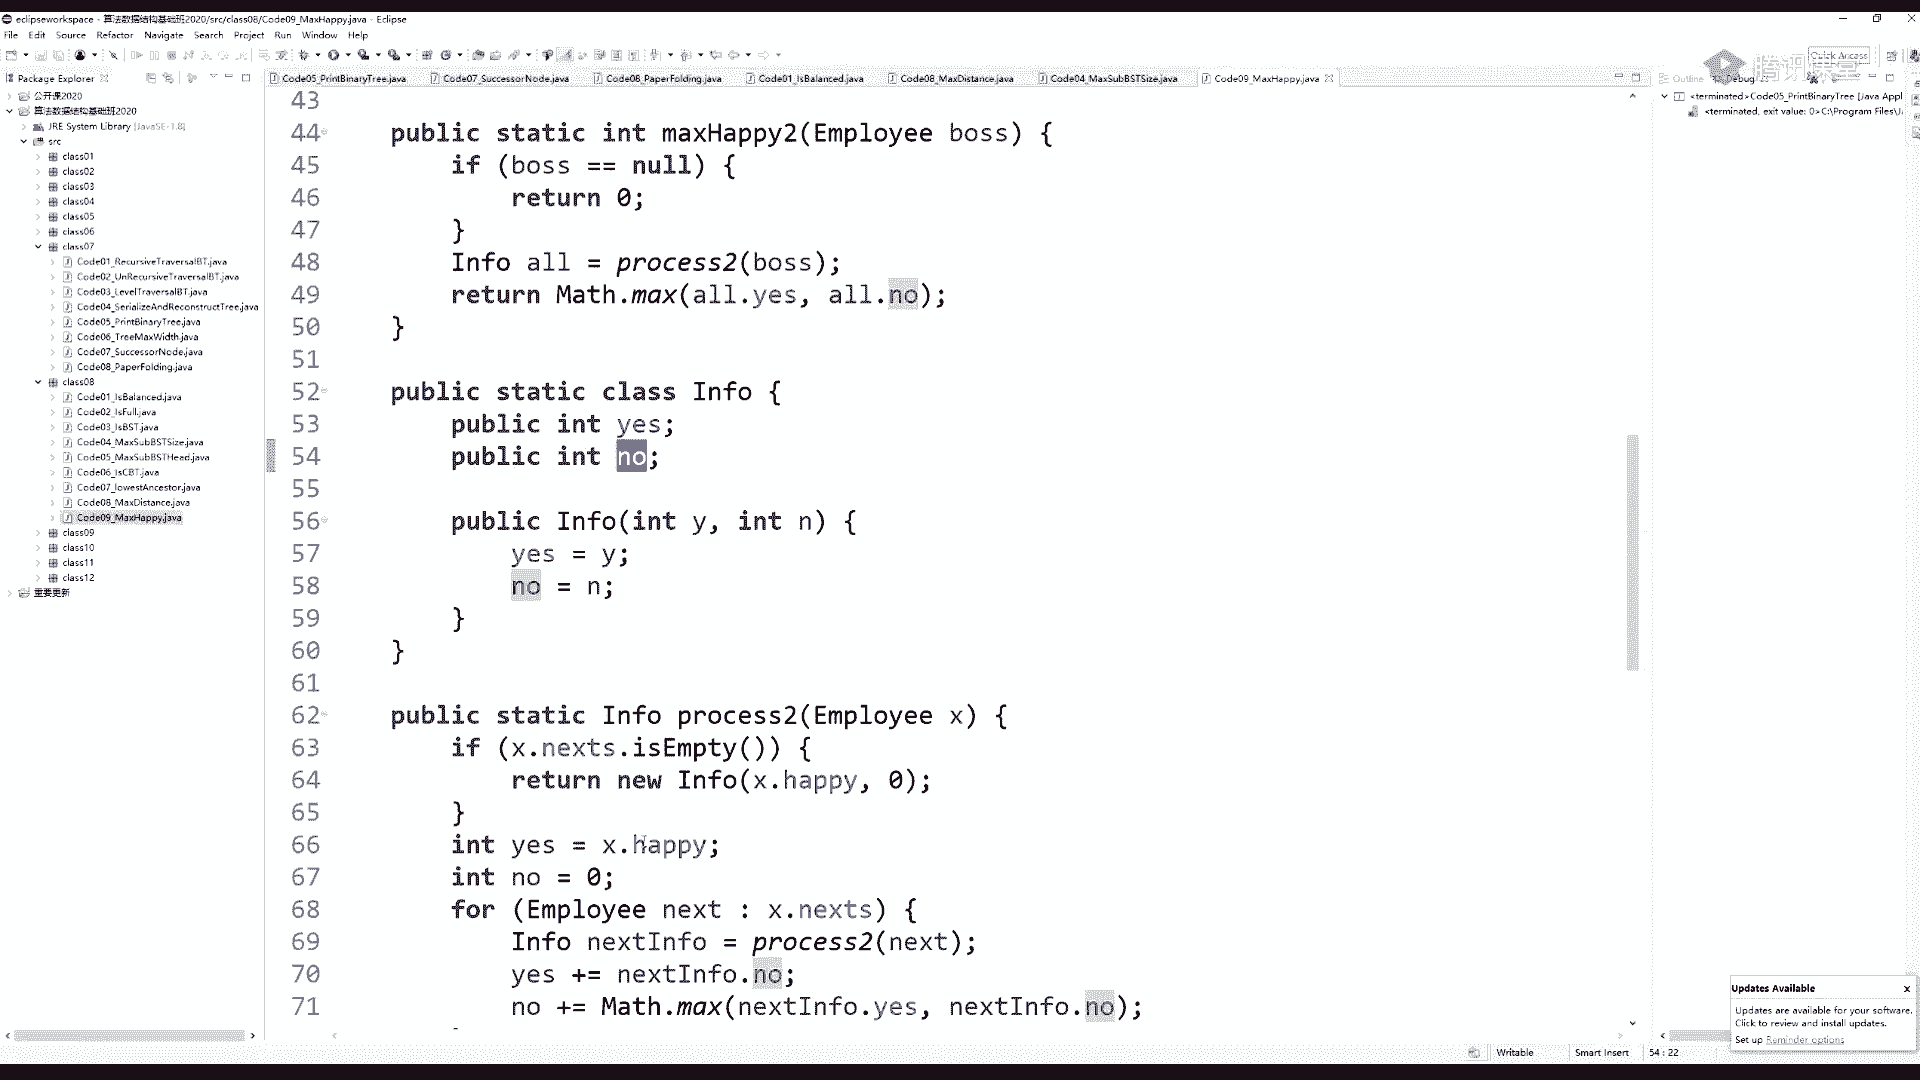 eclipseworkspace - 算法数据结构基础班2020/src/class08/Code09_MaxHappy.java - Eclipse
File Edit Source Refactor Navigate Search Project Run Window Help
Quick Access
腾讯课堂
Package Explorer
Code05_PrintBinaryTree.java
Code07_SuccessorNode.java
Code08_PaperFolding.java
Code01_IsBalanced.java
Code08_MaxDistance.java
Code04_MaxSubBSTSize.java
Code09_MaxHappy.java
Outline
Debug
公开课2020
算法数据结构基础班2020
JRE System Library [JavaSE-1.8]
src
class01
class02
class03
class04
class05
class06
class07
Code01_RecursiveTraversalBT.java
Code02_UnRecursiveTraversalBT.java
Code03_LevelTraversalBT.java
Code04_SerializeAndReconstructTree.java
Code05_PrintBinaryTree.java
Code06_TreeMaxWidth.java
Code07_SuccessorNode.java
Code08_PaperFolding.java
class08
Code01_IsBalanced.java
Code02_IsFull.java
Code03_IsBST.java
Code04_MaxSubBSTSize.java
Code05_MaxSubBSTHead.java
Code06_IsCBT.java
Code07_lowestAncestor.java
Code08_MaxDistance.java
Code09_MaxHappy.java
class09
class10
class11
class12
重要更新
43
44 public static int maxHappy2(Employee boss) {
45 if (boss == null) {
46 return 0;
47 }
48 Info all = process2(boss);
49 return Math.max(all.yes, all.no);
50 }
51
52 public static class Info {
53 public int yes;
54 public int no;
55
56 public Info(int y, int n) {
57 yes = y;
58 no = n;
59 }
60 }
61
62 public static Info process2(Employee x) {
63 if (x.nexts.isEmpty()) {
64 return new Info(x.happy, 0);
65 }
66 int yes = x.happy;
67 int no = 0;
68 for (Employee next : x.nexts) {
69 Info nextInfo = process2(next);
70 yes += nextInfo.no;
71 no += Math.max(nextInfo.yes, nextInfo.no);
<terminated>Code05_PrintBinaryTree [Java Appl
<terminated, exit value: 0>C:\Program Files\J
Updates Available
Updates are available for your software.
Click to review and install updates.
Set up Reminder options
Writable
Smart Insert
54 : 22